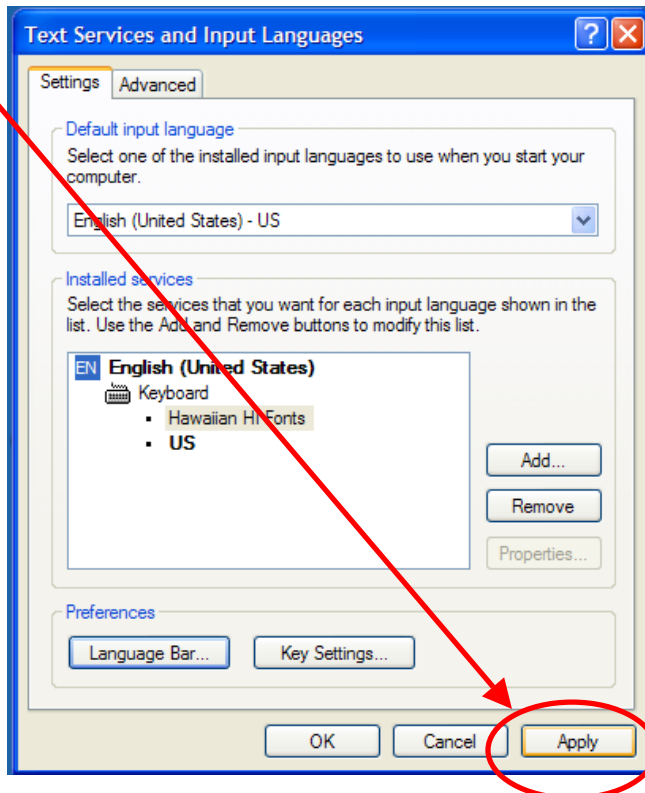 Text Services and Input Languages
Settings Advanced
Default input language
Select one of the installed input languages to use when you start your
computer.
English (United States) - US
Installed services
Select the services that you want for each input language shown in the
list. Use the Add and Remove buttons to modify this list.
EN English (United States)
Keyboard
Hawaiian HI Fonts
US
Add...
Remove
Properties...
Preferences
Language Bar... Key Settings...
OK Cancel Apply